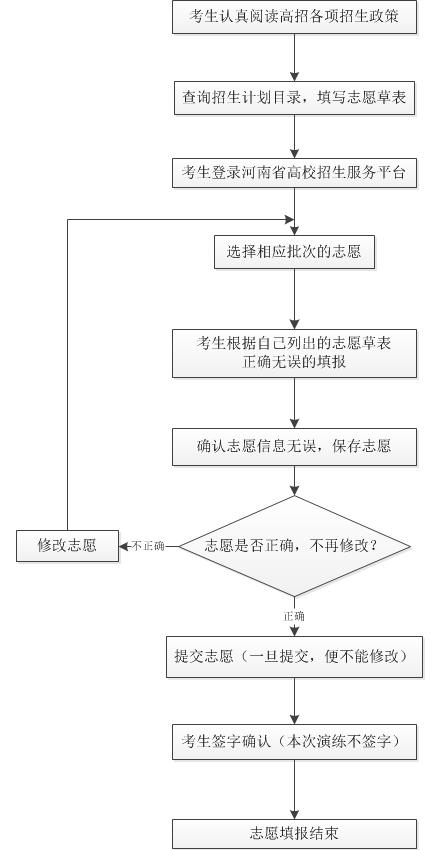 考生认真阅读高招各项招生政策
查询招生计划目录，填写志愿草表
考生登录河南省高校招生服务平台
选择相应批次的志愿
考生根据自己列出的志愿草表
正确无误的填报
确认志愿信息无误，保存志愿
志愿是否正确，不再修改？
不正确
修改志愿
正确
提交志愿（一旦提交，便不能修改）
考生签字确认（本次演练不签字）
志愿填报结束